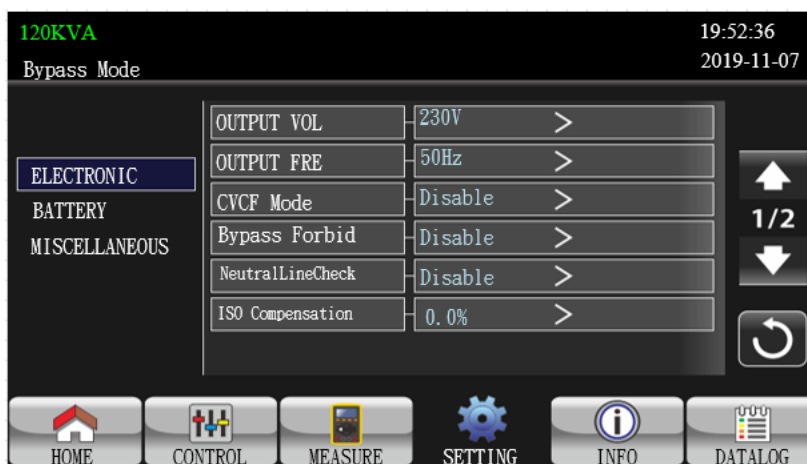 120KVA
19:52:36
Bypass Mode
2019-11-07
ELECTRONIC
BATTERY
MISCELLANEOUS
OUTPUT VOL 230V >
OUTPUT FRE 50Hz >
CVCF Mode Disable >
Bypass Forbid Disable >
NeutralLineCheck Disable >
ISO Compensation 0.0% >
1/2
HOME CONTROL MEASURE SETTING INFO DATALOG